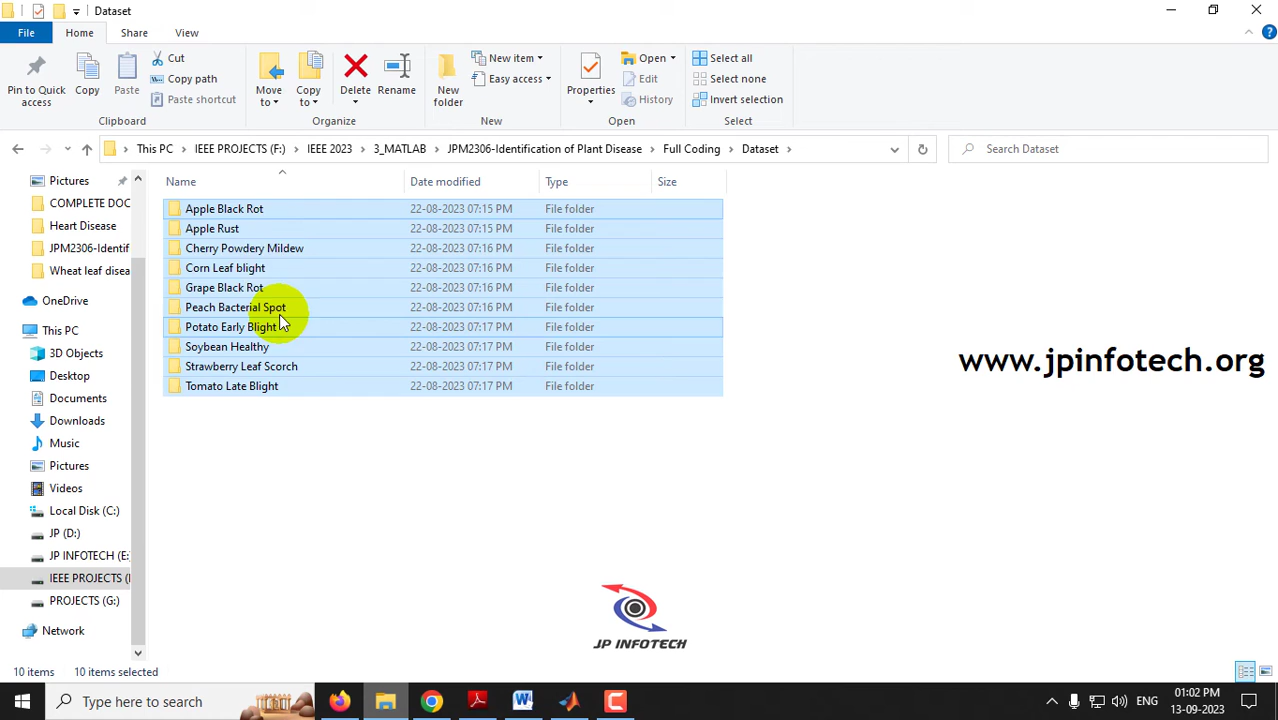 Dataset
File Home Share View
Pin to Quick access
Copy
Paste
Cut
Copy path
Paste shortcut
Clipboard
Move to
Copy to
Delete
Rename
Organize
New folder
New item
Easy access
New
Properties
Open
Edit
History
Open
Select all
Select none
Invert selection
Select
This PC > IEEE PROJECTS (F:) > IEEE 2023 > 3_MATLAB > JPM2306-Identification of Plant Disease > Full Coding > Dataset >
Search Dataset
Pictures
COMPLETE DOC
Heart Disease
JPM2306-Identif
Wheat leaf disea
OneDrive
This PC
3D Objects
Desktop
Documents
Downloads
Music
Pictures
Videos
Local Disk (C:)
JP (D:)
JP INFOTECH (E:
IEEE PROJECTS (
PROJECTS (G:)
Network
Name Date modified Type Size
Apple Black Rot 22-08-2023 07:15 PM File folder
Apple Rust 22-08-2023 07:15 PM File folder
Cherry Powdery Mildew 22-08-2023 07:16 PM File folder
Corn Leaf blight 22-08-2023 07:16 PM File folder
Grape Black Rot 22-08-2023 07:16 PM File folder
Peach Bacterial Spot 22-08-2023 07:16 PM File folder
Potato Early Blight 22-08-2023 07:17 PM File folder
Soybean Healthy 22-08-2023 07:17 PM File folder
Strawberry Leaf Scorch 22-08-2023 07:17 PM File folder
Tomato Late Blight 22-08-2023 07:17 PM File folder
www.jpinfotech.org
JP INFOTECH
10 items 10 items selected
Type here to search
ENG
01:02 PM
13-09-2023